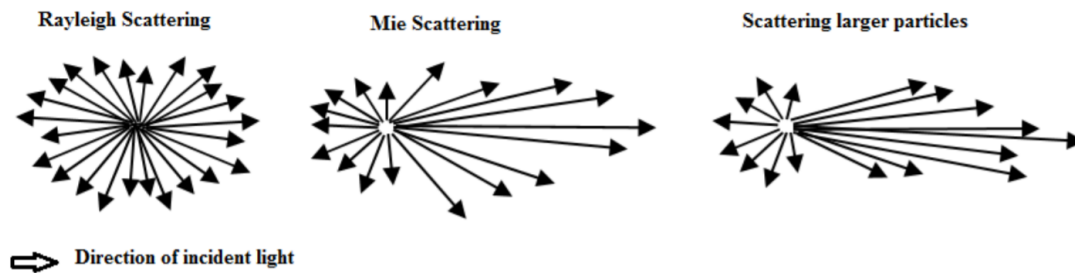 Rayleigh Scattering
Mie Scattering
Scattering larger particles
Direction of incident light